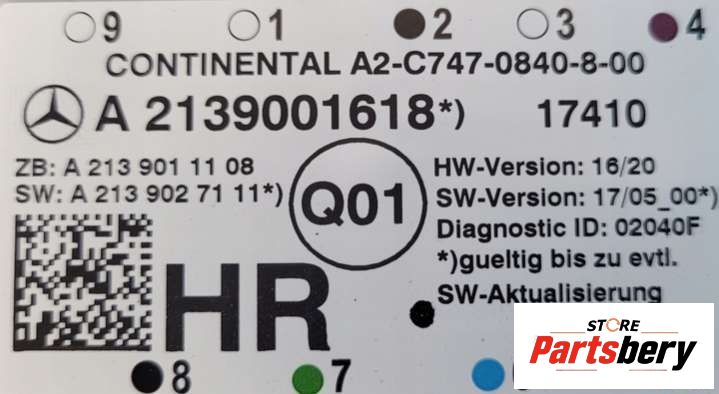 9 1 2 3 4
CONTINENTAL A2-C747-0840-8-00
A 2139001618*) 17410
ZB: A 213 901 11 08
SW: A 213 902 71 11*)
Q01
HW-Version: 16/20
SW-Version: 17/05_00*)
Diagnostic ID: 02040F
*)gueltig bis zu evtl.
SW-Aktualisierung
HR
8 7
STORE
Partsbery